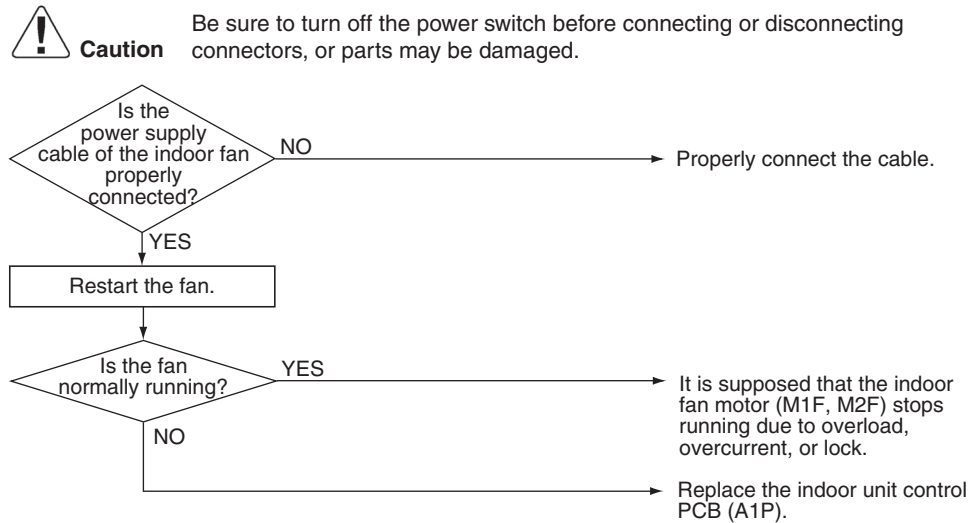 Caution
Be sure to turn off the power switch before connecting or disconnecting
connectors, or parts may be damaged.
Is the
power supply
cable of the indoor fan
properly
connected?
NO
Properly connect the cable.
YES
Restart the fan.
Is the fan
normally running?
YES
It is supposed that the indoor
fan motor (M1F, M2F) stops
running due to overload,
overcurrent, or lock.
NO
Replace the indoor unit control
PCB (A1P).